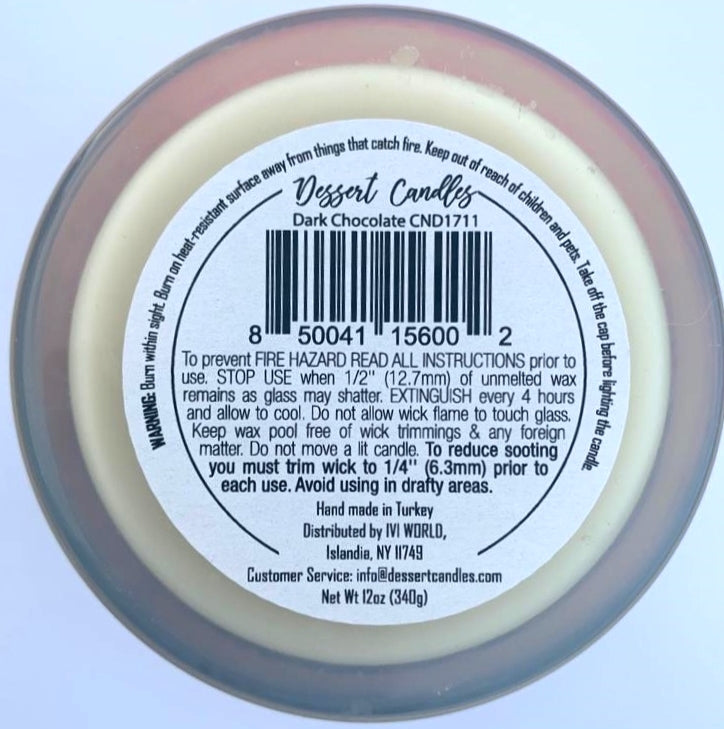 WARNING: Burn within sight. Burn on heat-resistant surface away from things that catch fire. Keep out of reach of children and pets. Take off the cap before lighting the candle
Dessert Candles
Dark Chocolate CND1711
8 50041 15600 2
To prevent FIRE HAZARD READ ALL INSTRUCTIONS prior to
use. STOP USE when 1/2" (12.7mm) of unmelted wax
remains as glass may shatter. EXTINGUISH every 4 hours
and allow to cool. Do not allow wick flame to touch glass.
Keep wax pool free of wick trimmings & any foreign
matter. Do not move a lit candle. To reduce sooting
you must trim wick to 1/4" (6.3mm) prior to
each use. Avoid using in drafty areas.
Hand made in Turkey
Distributed by IVI WORLD,
Islandia, NY 11749
Customer Service: info@dessertcandles.com
Net Wt 12oz (340g)